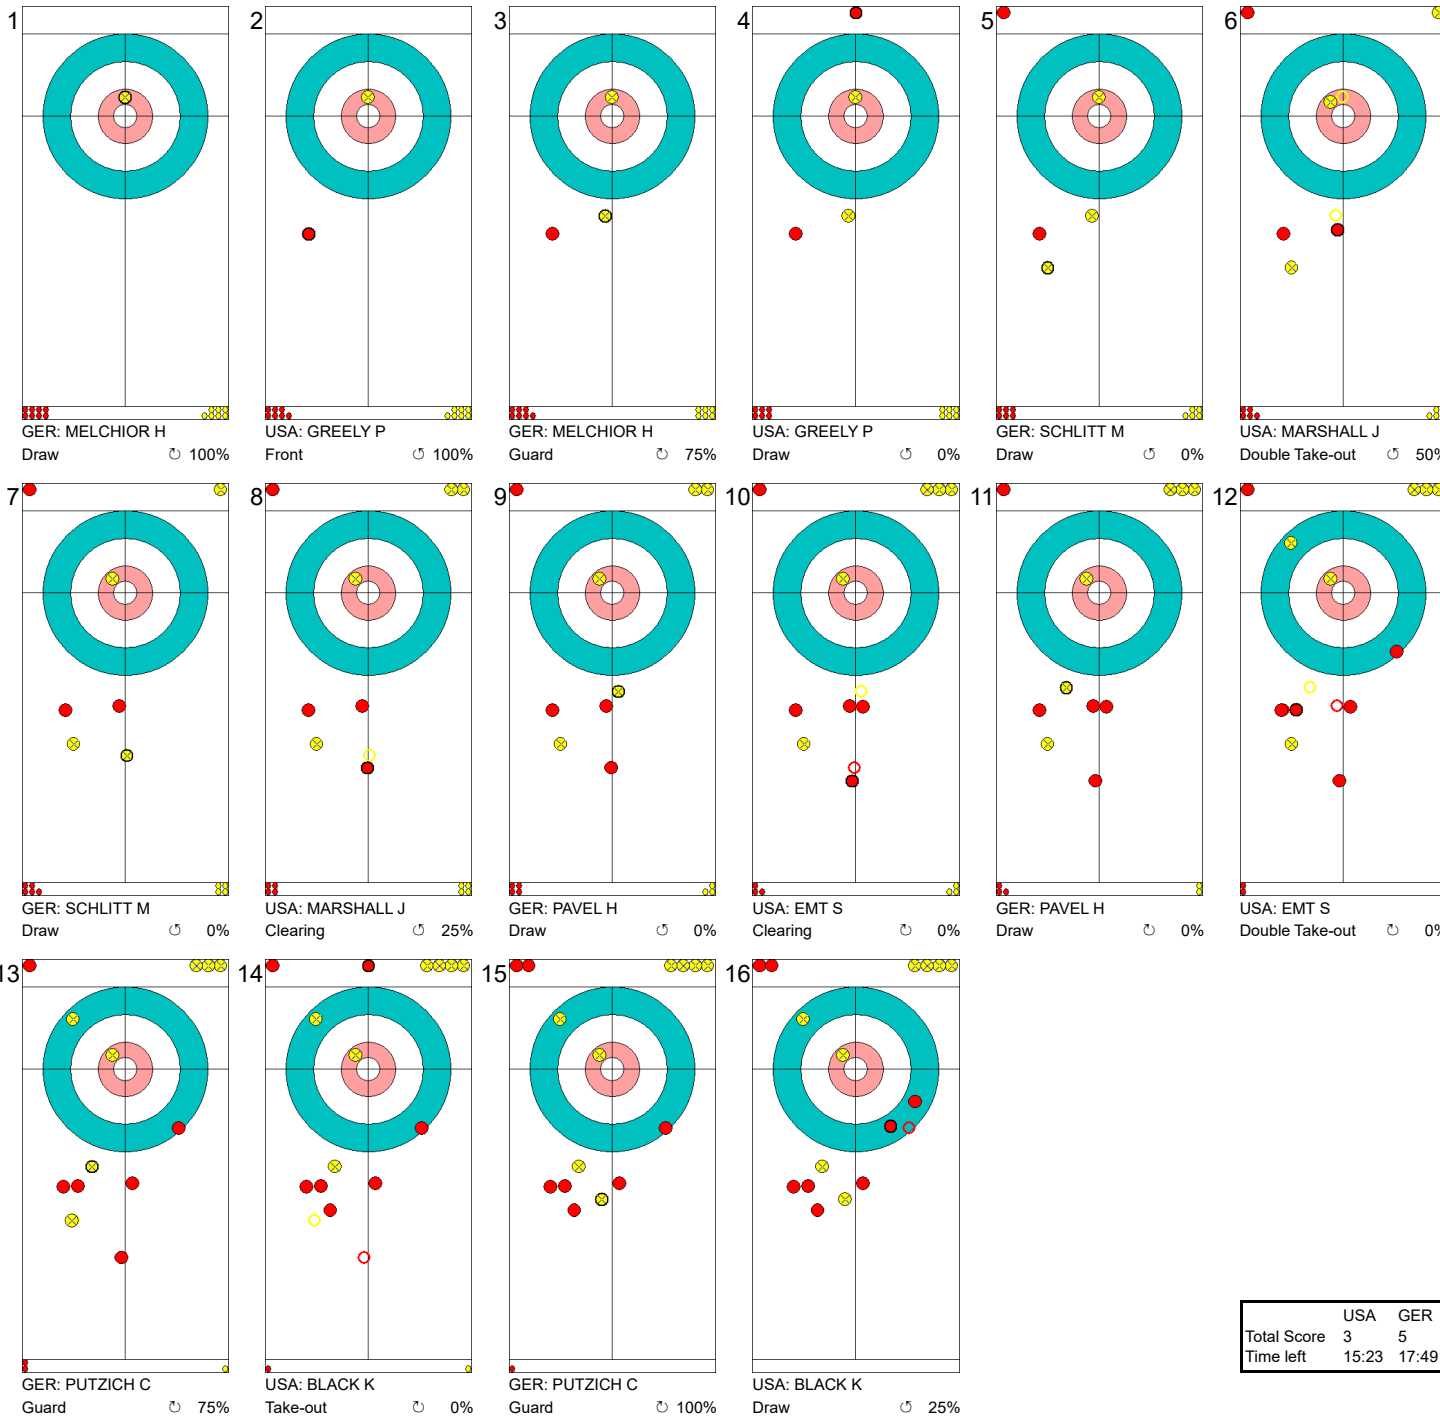 1
2
3
4
5
6
GER: MELCHIOR H
Draw 100%
USA: GREELY P
Front 100%
GER: MELCHIOR H
Guard 75%
USA: GREELY P
Draw 0%
GER: SCHLITT M
Draw 0%
USA: MARSHALL J
Double Take-out 50%
7
8
9
10
11
12
GER: SCHLITT M
Draw 0%
USA: MARSHALL J
Clearing 25%
GER: PAVEL H
Draw 0%
USA: EMT S
Clearing 0%
GER: PAVEL H
Draw 0%
USA: EMT S
Double Take-out 0%
13
14
15
16
GER: PUTZICH C
Guard 75%
USA: BLACK K
Take-out 0%
GER: PUTZICH C
Guard 100%
USA: BLACK K
Draw 25%
USA GER
Total Score 3 5
Time left 15:23 17:49